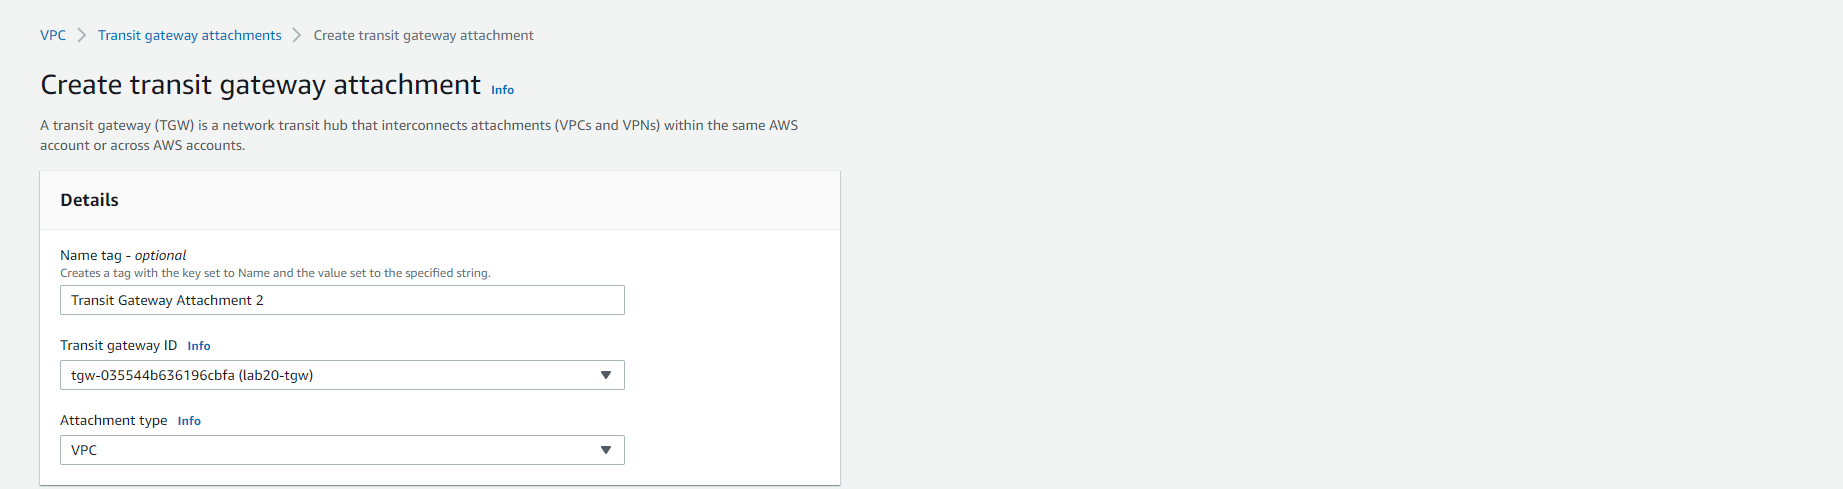 VPC > Transit gateway attachments > Create transit gateway attachment
Create transit gateway attachment Info
A transit gateway (TGW) is a network transit hub that interconnects attachments (VPCs and VPNs) within the same AWS
account or across AWS accounts.
Details
Name tag - optional
Creates a tag with the key set to Name and the value set to the specified string.
Transit Gateway Attachment 2
Transit gateway ID Info
tgw-035544b636196cbfa (lab20-tgw)
Attachment type Info
VPC